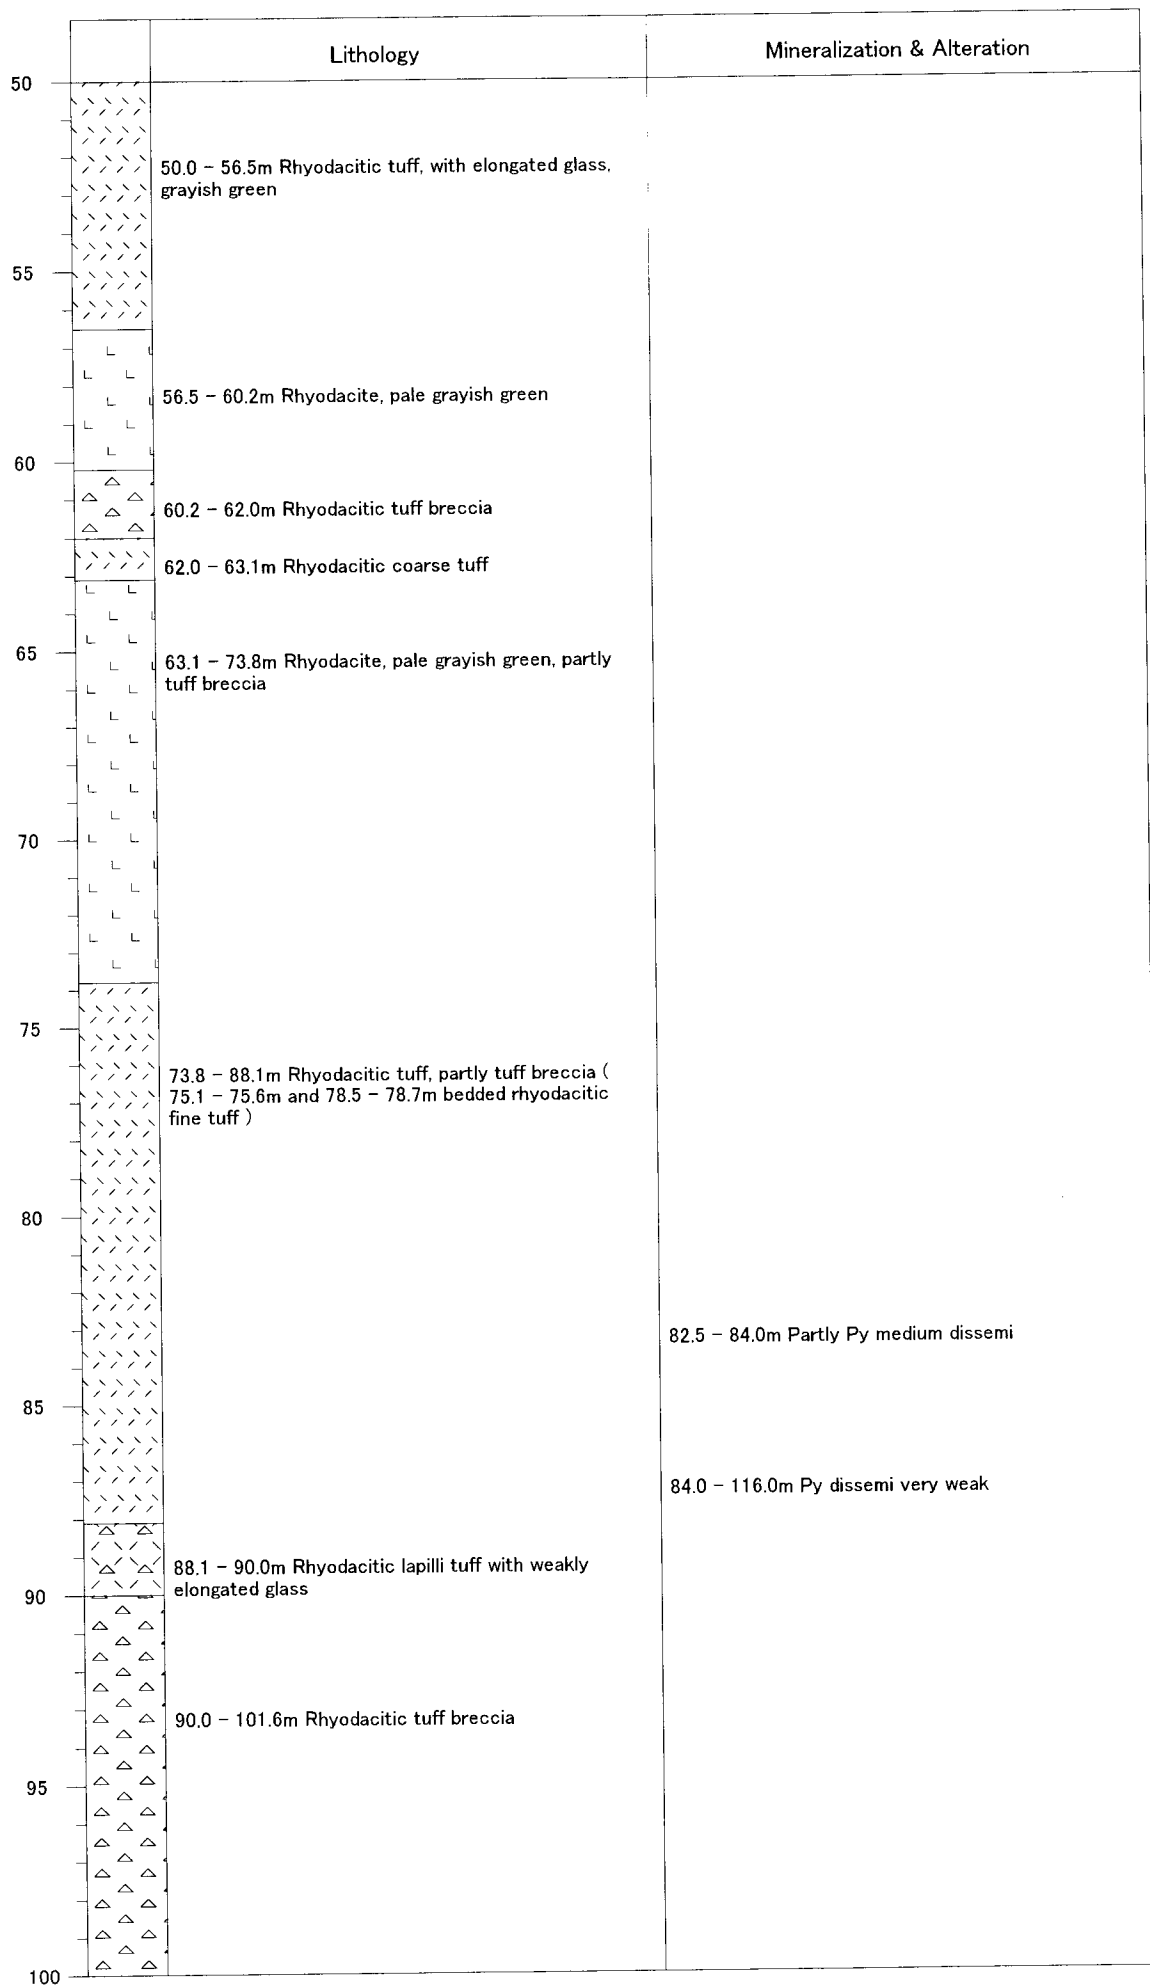 Lithology
Mineralization & Alteration
50
50.0 - 56.5m Rhyodacitic tuff, with elongated glass,
grayish green
55
56.5 - 60.2m Rhyodacite, pale grayish green
60
60.2 - 62.0m Rhyodacitic tuff breccia
62.0 - 63.1m Rhyodacitic coarse tuff
65
63.1 - 73.8m Rhyodacite, pale grayish green, partly
tuff breccia
70
75
73.8 - 88.1m Rhyodacitic tuff, partly tuff breccia (
75.1 - 75.6m and 78.5 - 78.7m bedded rhyodacitic
fine tuff )
80
82.5 - 84.0m Partly Py medium dissemi
85
84.0 - 116.0m Py dissemi very weak
88.1 - 90.0m Rhyodacitic lapilli tuff with weakly
elongated glass
90
90.0 - 101.6m Rhyodacitic tuff breccia
95
100